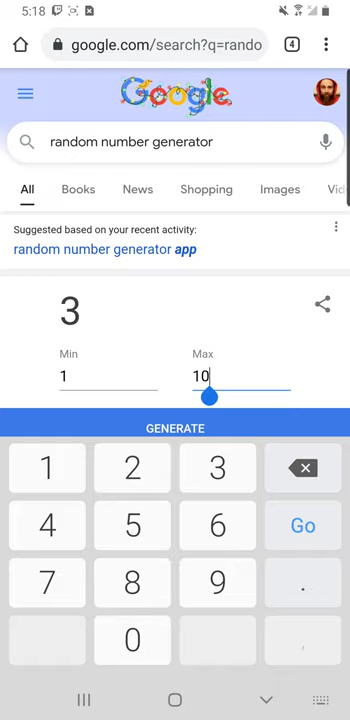 5:18
google.com/search?q=rando
4
Google
random number generator
All Books News Shopping Images Vid
Suggested based on your recent activity:
random number generator app
3
Min Max
1 10
GENERATE
1 2 3
4 5 6 Go
7 8 9 .
0 ,